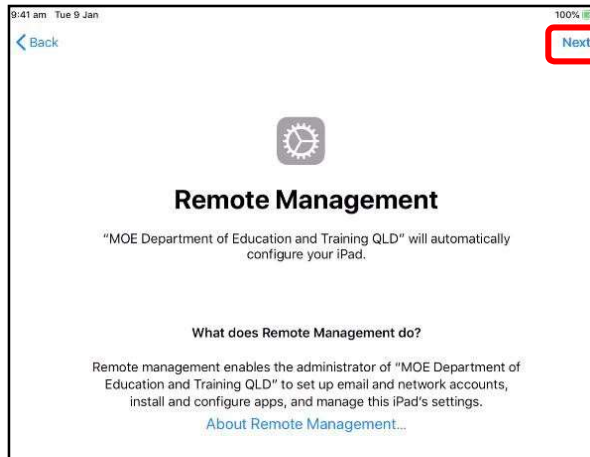 9:41 am Tue 9 Jan 100%
Back Next
Remote Management
“MOE Department of Education and Training QLD” will automatically
configure your iPad.
What does Remote Management do?
Remote management enables the administrator of “MOE Department of
Education and Training QLD” to set up email and network accounts,
install and configure apps, and manage this iPad’s settings.
About Remote Management...